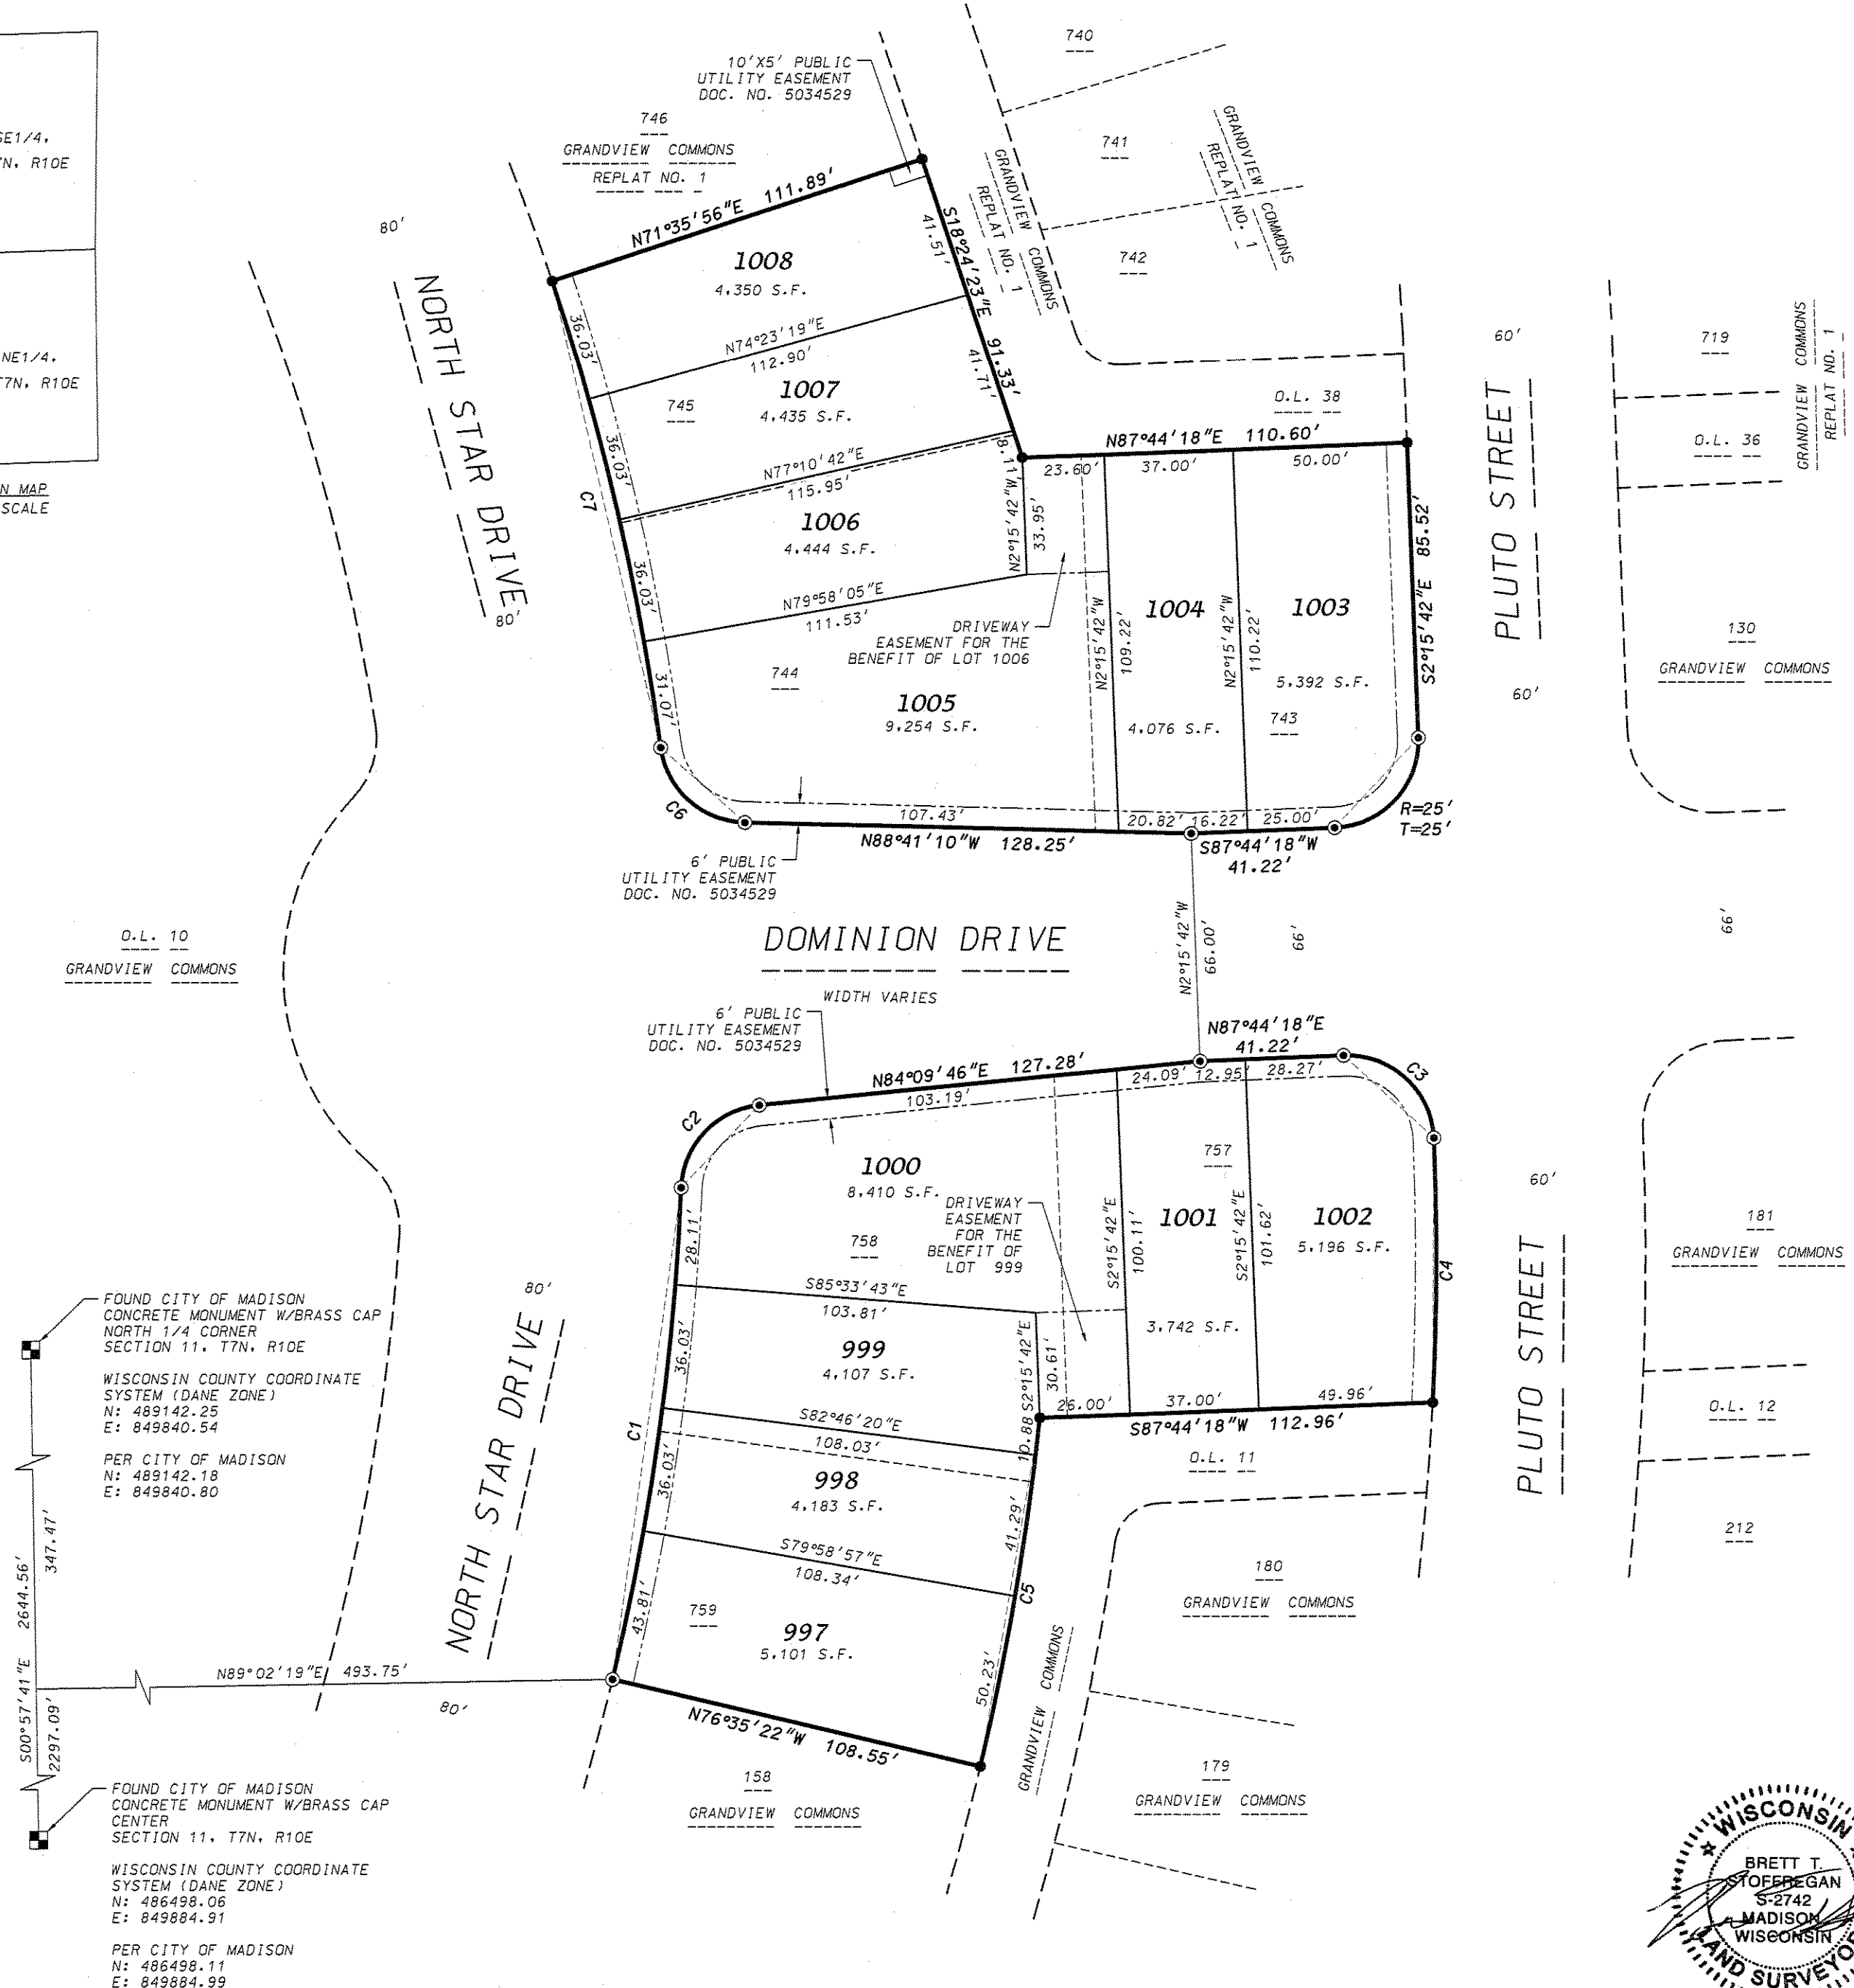 SE1/4,
N, R10E
NE1/4,
T7N, R10E
N MAP
SCALE
10'X5' PUBLIC
UTILITY EASEMENT
DOC. NO. 5034529
746
GRANDVIEW COMMONS
REPLAT NO. 1
740
741
742
GRANDVIEW COMMONS
REPLAT NO. 1
GRANDVIEW COMMONS
REPLAT NO. 1
80'
NORTH STAR DRIVE
80'
N71°35'56"E 111.89'
1008
4,350 S.F.
S18°24'23"E 91.33'
41.51'
41.71'
8.11'
36.03'
N74°23'19"E
112.90'
1007
745
4,435 S.F.
36.03'
C7
N77°10'42"E
115.95'
1006
4,444 S.F.
36.03'
N79°58'05"E
111.53'
N2°15'42"W
33.95'
N87°44'18"E 110.60'
23.60' 37.00' 50.00'
O.L. 38
60'
PLUTO STREET
60'
719
O.L. 36
GRANDVIEW COMMONS
REPLAT NO. 1
130
GRANDVIEW COMMONS
S2°15'42"E 85.52'
1004
1003
N2°15'42"W
109.22'
N2°15'42"W
110.22'
5,392 S.F.
743
4,076 S.F.
DRIVEWAY
EASEMENT FOR THE
BENEFIT OF LOT 1006
744
1005
9,254 S.F.
31.07'
C6
107.43'
20.82' 16.22' 25.00'
R=25'
T=25'
N88°41'10"W 128.25'
S87°44'18"W
41.22'
6' PUBLIC
UTILITY EASEMENT
DOC. NO. 5034529
O.L. 10
GRANDVIEW COMMONS
DOMINION DRIVE
WIDTH VARIES
N2°15'42"W
66.00'
66'
66'
6' PUBLIC
UTILITY EASEMENT
DOC. NO. 5034529
N84°09'46"E 127.28'
N87°44'18"E
41.22'
103.19'
24.09' 12.95' 28.27'
C3
C2
1000
8,410 S.F.
758
28.11'
DRIVEWAY
EASEMENT
FOR THE
BENEFIT OF
LOT 999
757
1001
1002
S2°15'42"E
100.11'
S2°15'42"E
101.62'
5,196 S.F.
3,742 S.F.
C4
60'
PLUTO STREET
181
GRANDVIEW COMMONS
O.L. 12
212
80'
NORTH STAR DRIVE
80'
S85°33'43"E
103.81'
999
4,107 S.F.
36.03'
S2°15'42"E
30.61'
26.00' 37.00' 49.96'
S87°44'18"W 112.96'
O.L. 11
C1
S82°46'20"E
108.03'
10.88
998
4,183 S.F.
36.03'
41.29'
S79°58'57"E
108.34'
C5
43.81'
759
997
5,101 S.F.
50.23'
N76°35'22"W 108.55'
158
GRANDVIEW COMMONS
GRANDVIEW COMMONS
180
GRANDVIEW COMMONS
179
GRANDVIEW COMMONS
FOUND CITY OF MADISON
CONCRETE MONUMENT W/BRASS CAP
NORTH 1/4 CORNER
SECTION 11, T7N, R10E
WISCONSIN COUNTY COORDINATE
SYSTEM (DANE ZONE)
N: 489142.25
E: 849840.54
PER CITY OF MADISON
N: 489142.18
E: 849840.80
S00°57'41"E 2644.56'
347.47'
2297.09'
N89°02'19"E 493.75'
FOUND CITY OF MADISON
CONCRETE MONUMENT W/BRASS CAP
CENTER
SECTION 11, T7N, R10E
WISCONSIN COUNTY COORDINATE
SYSTEM (DANE ZONE)
N: 486498.06
E: 849884.91
PER CITY OF MADISON
N: 486498.11
E: 849884.99
WISCONSIN
BRETT T.
STOFFREGAN
S-2742
MADISON
WISCONSIN
LAND SURVEYOR